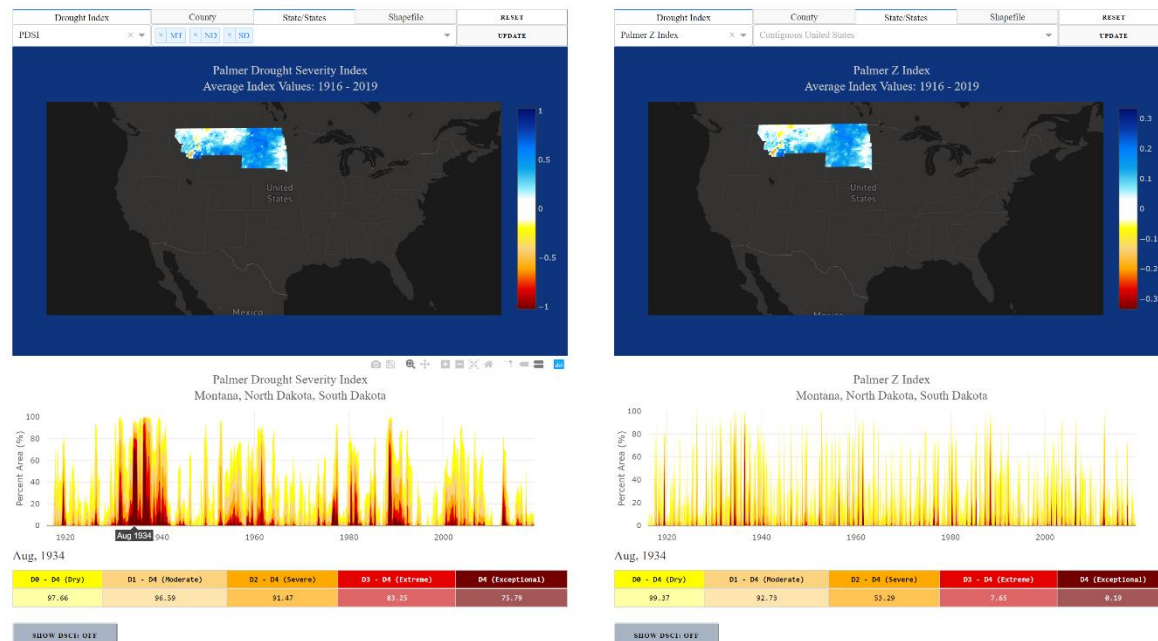 Drought Index County State/States Shapefile RESET
PDSI × MT × ND × SD UPDATE
Palmer Drought Severity Index
Average Index Values: 1916 - 2019
1
0.5
0
−0.5
−1
United
States
Mexico
Palmer Drought Severity Index
Montana, North Dakota, South Dakota
Percent Area (%)
100
80
60
40
20
0
1920 Aug 1934 940 1960 1980 2000
Aug, 1934
D0 - D4 (Dry) D1 - D4 (Moderate) D2 - D4 (Severe) D3 - D4 (Extreme) D4 (Exceptional)
97.66 96.59 91.47 83.25 75.79
SHOW DSCI: OFF
Drought Index County State/States Shapefile RESET
Palmer Z Index Contiguous United States UPDATE
Palmer Z Index
Average Index Values: 1916 - 2019
0.3
0.2
0.1
0
−0.1
−0.2
−0.3
United
States
Mexico
Palmer Z Index
Montana, North Dakota, South Dakota
Percent Area (%)
100
80
60
40
20
0
1920 1940 1960 1980 2000
Aug, 1934
D0 - D4 (Dry) D1 - D4 (Moderate) D2 - D4 (Severe) D3 - D4 (Extreme) D4 (Exceptional)
99.37 92.73 53.29 7.65 0.19
SHOW DSCI: OFF